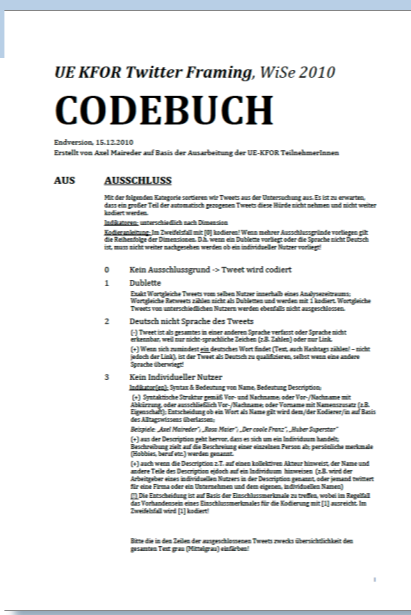 UE KFOR Twitter Framing, WiSe 2010
CODEBUCH
Endversion, 15.12.2010
Erstellt von Axel Maireder auf Basis der Ausarbeitung der UE-KFOR TeilnehmerInnen
AUS AUSSCHLUSS
Mit der folgenden Kategorie sortieren wir Tweets aus der Untersuchung aus. Es ist zu erwarten,
dass ein großer Teil der automatisch gezogenen Tweets diese Hürde nicht nehmen und nicht weiter
kodiert werden.
Indikatoren: unterschiedlich nach Dimension
Kodieranleitung: Im Zweifelsfall mit [0] kodieren! Wenn mehrer Ausschlussgründe vorliegen gilt
die Reihenfolge der Dimensionen. D.h. wenn ein Dublette vorliegt oder die Sprache nicht Deutsch
ist, muss nicht weiter nachgesehen werden ob ein individueller Nutzer vorliegt!
0 Kein Ausschlussgrund -> Tweet wird codiert
1 Dublette
Exakt Wortgleiche Tweets vom selben Nutzer innerhalb eines Analysezeitraums;
Wortgleiche Retweets zählen nicht als Dubletten und werden mit 1 kodiert. Wortgleiche
Tweets von unterschiedlichen Nutzern werden ebenfalls nicht ausgeschlossen.
2 Deutsch nicht Sprache des Tweets
(-) Tweet ist als gesamtes in einer anderen Sprache verfasst oder Sprache nicht
erkennbar, weil nur nicht-sprachliche Zeichen (z.B. Zahlen) oder nur Link.
(+) Wenn sich zumindest ein deutsches Wort findet (Text, auch Hashtags zählen! – nicht
jedoch der Link), ist der Tweet als Deutsch zu qualifizieren, selbst wenn eine andere
Sprache überwiegt!
3 Kein Individueller Nutzer
Indikator(en): Syntax & Bedeutung von Name, Bedeutung Description;
(+) Syntaktische Struktur gemäß Vor- und Nachname; oder Vor-/Nachname mit
Abkürzung, oder ausschließlich Vor-/Nachname; oder Vorname mit Namenszusatz (z.B.
Eigenschaft); Entscheidung ob ein Wort als Name gilt wird dem/der Kodierer/in auf Basis
des Alltagswissens überlassen;
Beispiele: „Axel Maireder"; „Rosa Maier"; „Der coole Franz", „Huber Superstar"
(+) aus der Description geht hervor, dass es sich um ein Individuum handelt;
Beschreibung zielt auf die Beschreibung einer einzelnen Person ab; persönliche merkmale
(Hobbies, beruf etc.) werden genannt.
(+) auch wenn die Description z.T. auf einen kollektiven Akteur hinweist, der Name und
andere Teile des Description ejdoch auf ein Individuum hinweisen (z.B. wird der
Arbeitgeber eines individuellen Nutzers in der Description genannt, oder jemand twittert
für eine Firma oder ein Unternehmen und dem eigenen, individuellen Namen)
(!) Die Entscheidung ist auf Basis der Einschlussmerkmale zu treffen, wobei im Regelfall
das Vorhandensein eines Einschlussmerkmales für die Kodierung mit [1] ausreicht. Im
Zweifelsfall wird [1] kodiert!
Bitte die in den Zeilen der ausgeschlossenen Tweets zwecks übersichtlichkeit den
gesamten Text grau (Mittelgrau) einfärben!
1